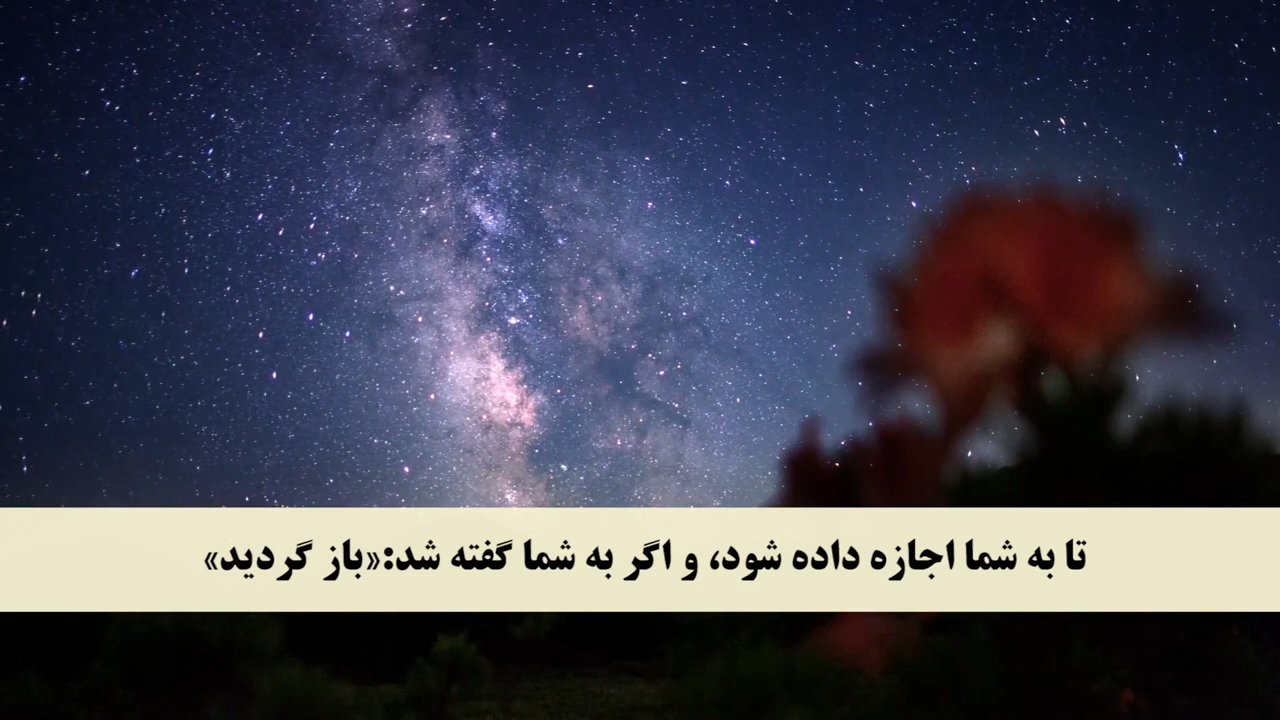 تا به شما اجازه داده شود، و اگر به شما گفته شد:«باز گردید»